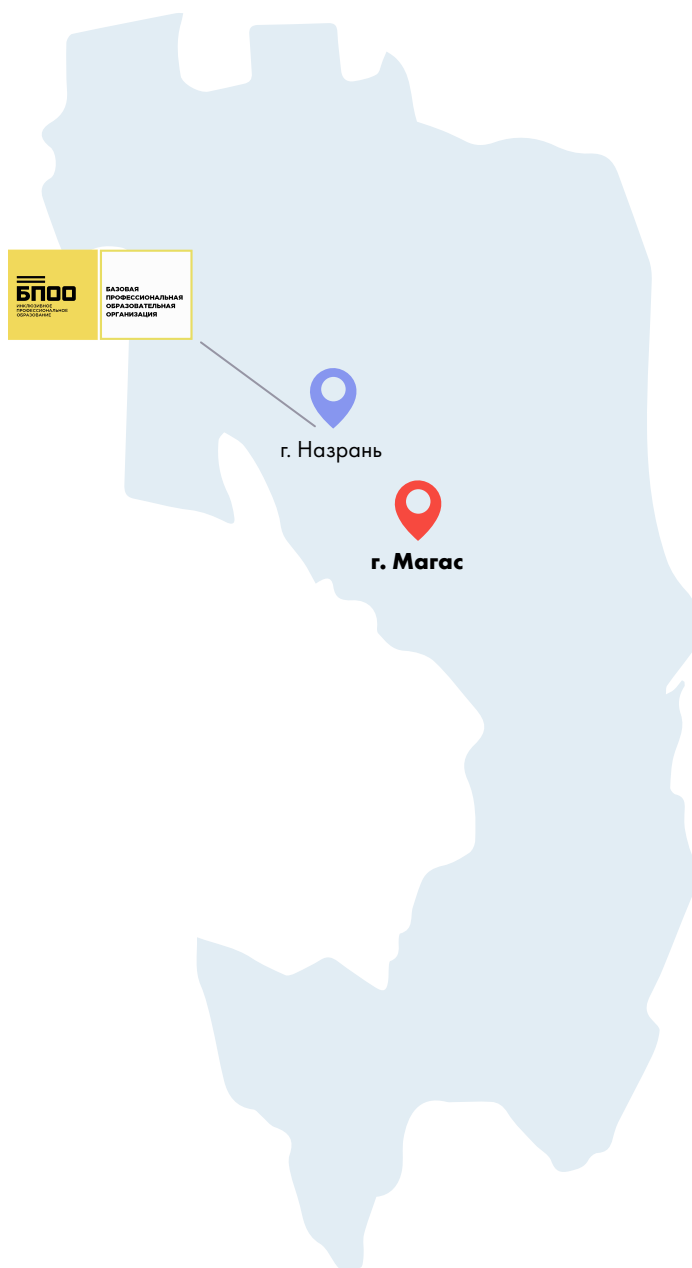 БПОО
ИНКЛЮЗИВНОЕ
ПРОФЕССИОНАЛЬНОЕ
ОБРАЗОВАНИЕ
БАЗОВАЯ
ПРОФЕССИОНАЛЬНАЯ
ОБРАЗОВАТЕЛЬНАЯ
ОРГАНИЗАЦИЯ
г. Назрань
г. Магас